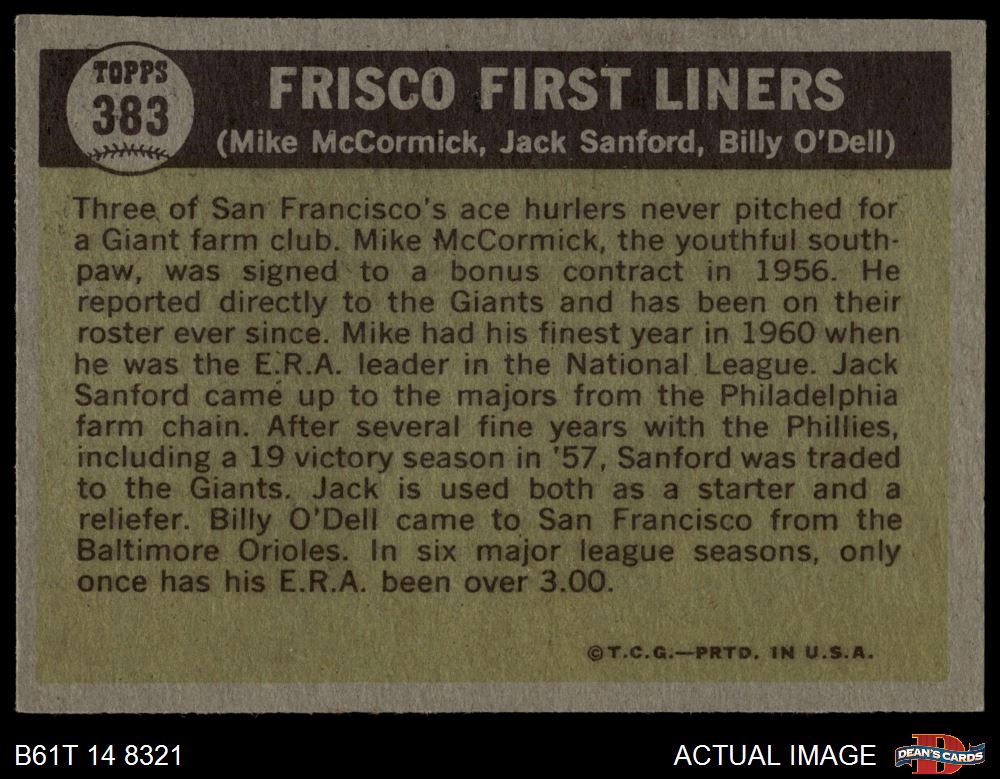 TOPPS
383
FRISCO FIRST LINERS
(Mike McCormick, Jack Sanford, Billy O'Dell)
Three of San Francisco's ace hurlers never pitched for
a Giant farm club. Mike McCormick, the youthful south-
paw, was signed to a bonus contract in 1956. He
reported directly to the Giants and has been on their
roster ever since. Mike had his finest year in 1960 when
he was the E.R.A. leader in the National League. Jack
Sanford came up to the majors from the Philadelphia
farm chain. After several fine years with the Phillies,
including a 19 victory season in '57, Sanford was traded
to the Giants. Jack is used both as a starter and a
reliefer. Billy O'Dell came to San Francisco from the
Baltimore Orioles. In six major league seasons, only
once has his E.R.A. been over 3.00.
©T.C.G.—PRTD. IN U.S.A.
B61T 14 8321
ACTUAL IMAGE
DEAN'S CARDS